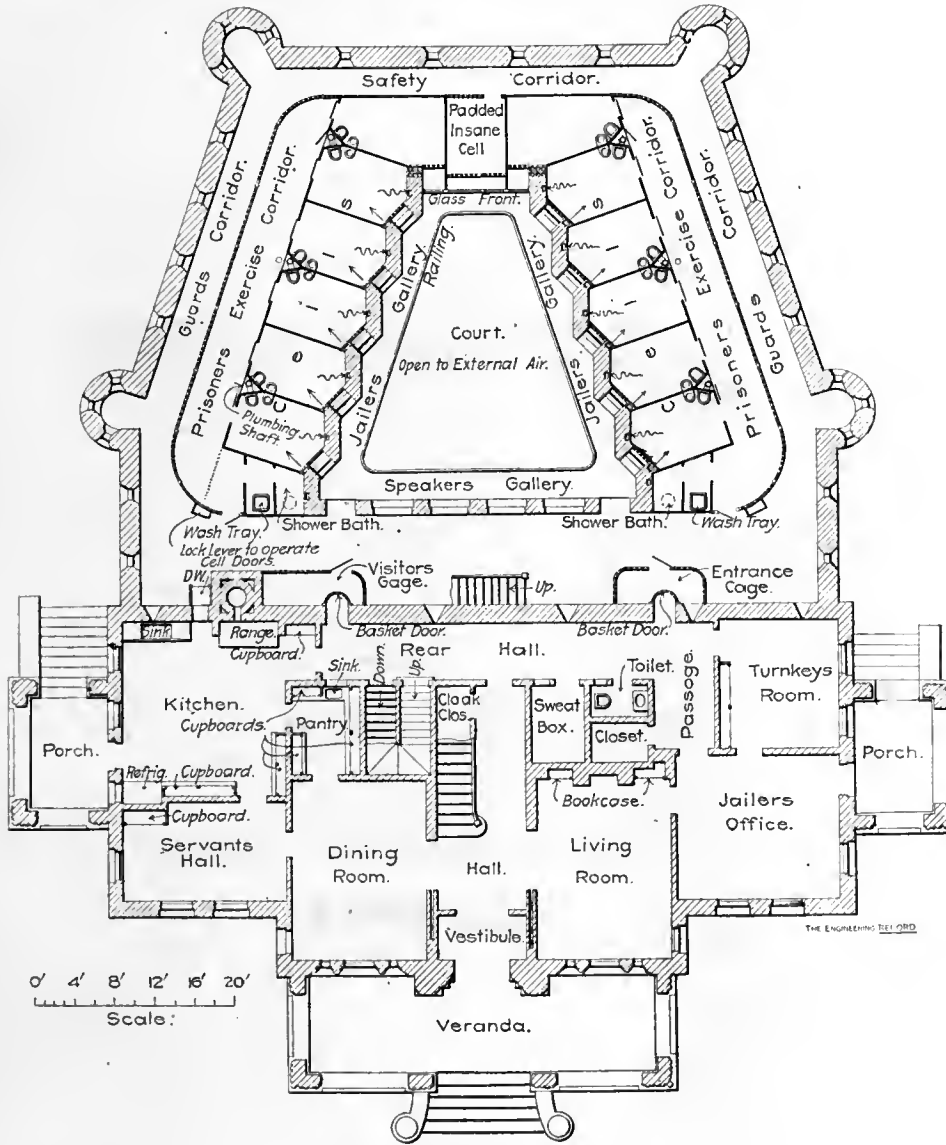 Safety Corridor.
Padded
Insane
Cell
Glass Front.
Guards Corridor.
Prisoners Exercise Corridor.
Cells
Jailers Gallery.
Railing.
Court.
Open to External Air.
Jailers Gallery.
Cells
Prisoners Exercise Corridor.
Guards Corridor.
Plumbing
Shaft
Speakers Gallery.
Wash Tray.
Shower Bath.
Shower Bath.
Wash Tray.
Lock lever to operate
Cell Doors.
D.W.
Visitors
Gage.
Up.
Entrance
Cage.
Sink
Range.
Cupboard.
Basket Door.
Basket Door.
Rear Hall.
Kitchen.
Cupboards.
Sink.
Pantry
Down.
Up.
Cloak
Clos.
Sweat
Box.
Toilet.
Closet.
Passage.
Turnkeys
Room.
Porch.
Porch.
Refrig.
Cupboard.
Cupboard.
Bookcase.
Servants
Hall.
Dining
Room.
Hall.
Living
Room.
Jailers
Office.
Vestibule.
THE ENGINEERING RECORD
0' 4' 8' 12' 16' 20'
Scale:
Veranda.